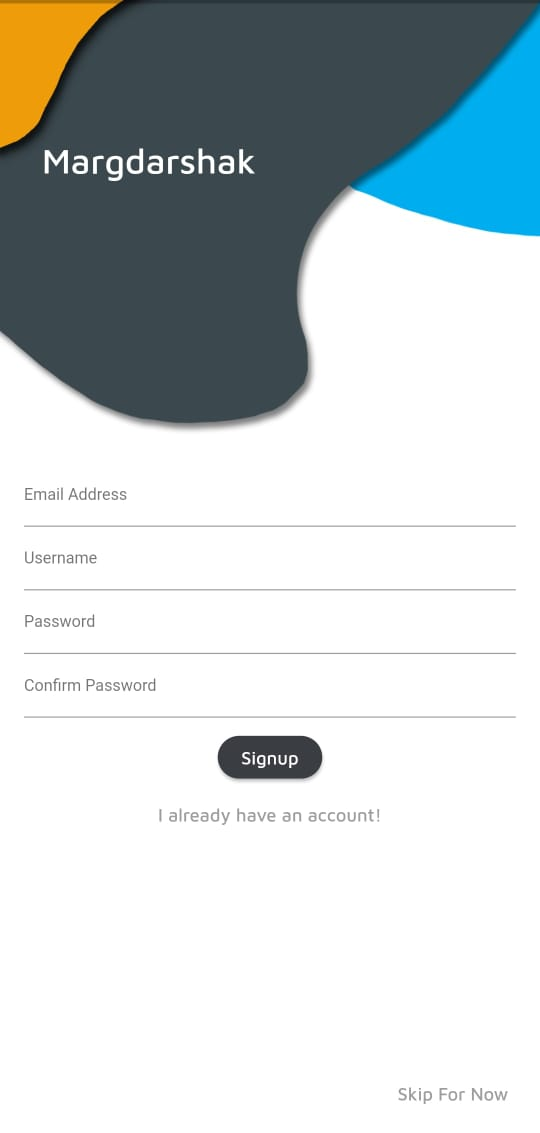 Margdarshak
Email Address
Username
Password
Confirm Password
Signup
I already have an account!
Skip For Now